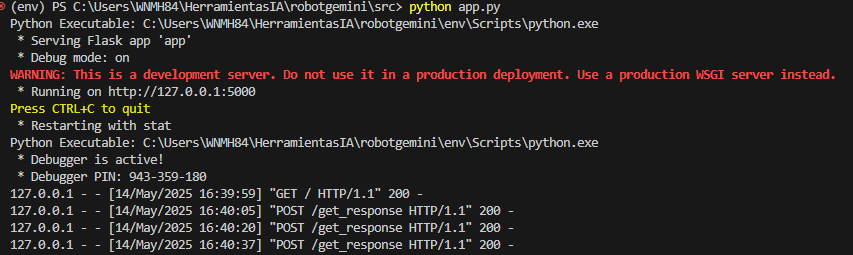 (env) PS C:\Users\WNMH84\HerramientasIA\robotgemini\src> python app.py
Python Executable: C:\Users\WNMH84\HerramientasIA\robotgemini\env\Scripts\python.exe
 * Serving Flask app 'app'
 * Debug mode: on
WARNING: This is a development server. Do not use it in a production deployment. Use a production WSGI server instead.
 * Running on http://127.0.0.1:5000
Press CTRL+C to quit
 * Restarting with stat
Python Executable: C:\Users\WNMH84\HerramientasIA\robotgemini\env\Scripts\python.exe
 * Debugger is active!
 * Debugger PIN: 943-359-180
127.0.0.1 - - [14/May/2025 16:39:59] "GET / HTTP/1.1" 200 -
127.0.0.1 - - [14/May/2025 16:40:05] "POST /get_response HTTP/1.1" 200 -
127.0.0.1 - - [14/May/2025 16:40:20] "POST /get_response HTTP/1.1" 200 -
127.0.0.1 - - [14/May/2025 16:40:37] "POST /get_response HTTP/1.1" 200 -